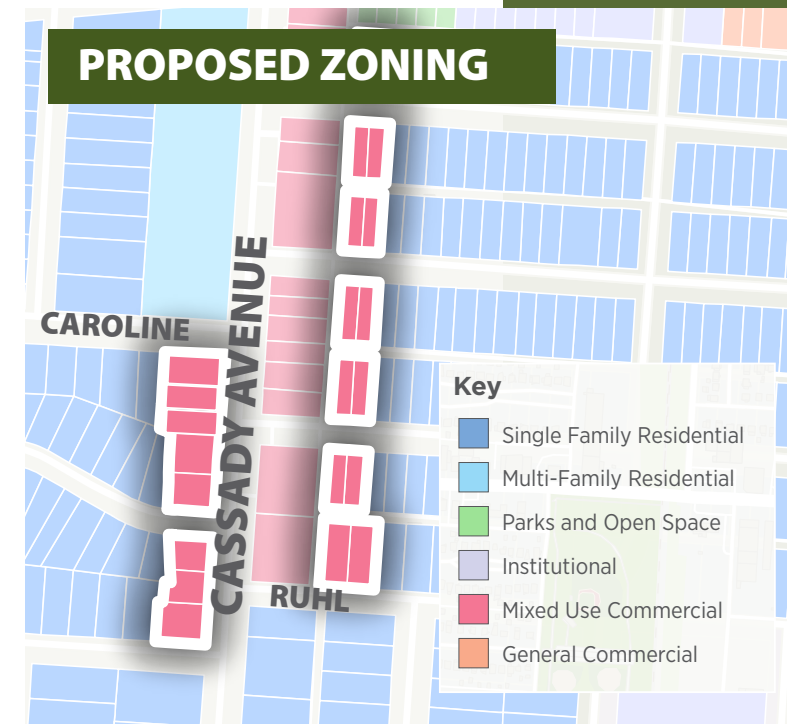 PROPOSED ZONING
CAROLINE
CASSADY AVENUE
RUHL
Key
Single Family Residential
Multi-Family Residential
Parks and Open Space
Institutional
Mixed Use Commercial
General Commercial